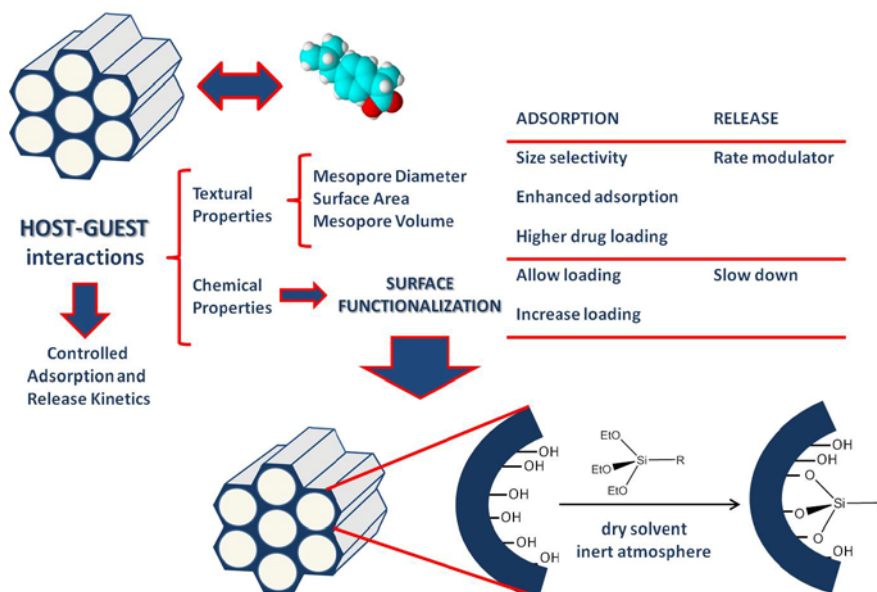 ADSORPTION RELEASE
Size selectivity Rate modulator
Enhanced adsorption
Higher drug loading
Allow loading Slow down
Increase loading
HOST-GUEST
interactions
Textural
Properties
Mesopore Diameter
Surface Area
Mesopore Volume
Chemical
Properties
SURFACE
FUNCTIONALIZATION
Controlled
Adsorption and
Release Kinetics
OH
OH
OH
OH
OH
OH
EtO
EtO Si R
EtO
dry solvent
inert atmosphere
OH
OH
O
O Si
O
OH